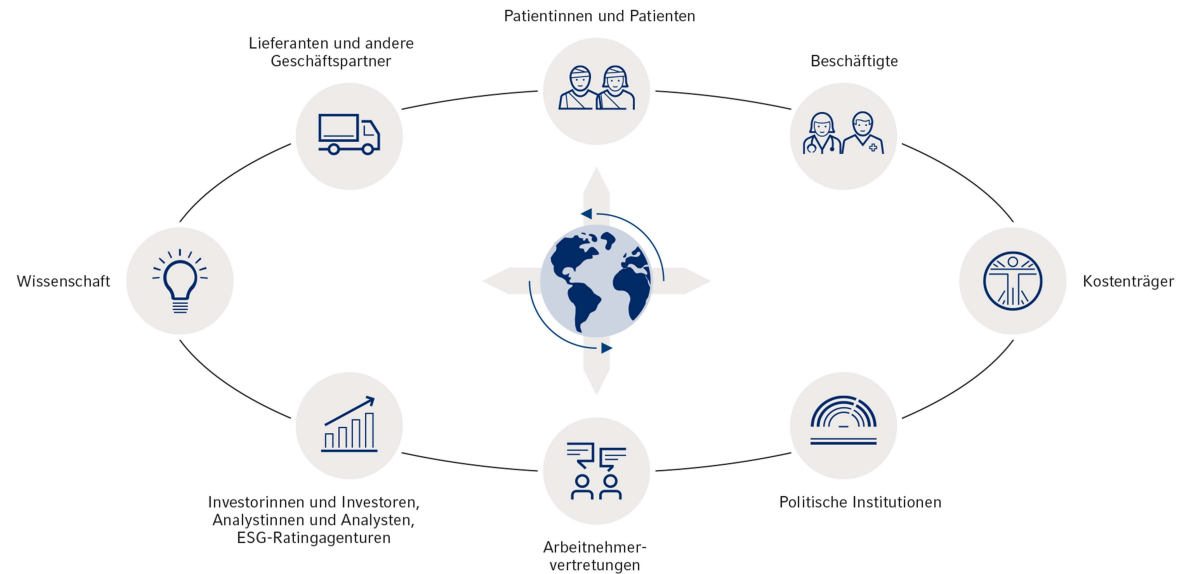 Patientinnen und Patienten
Lieferanten und andere
Geschäftspartner
Beschäftigte
Wissenschaft
Kostenträger
Investorinnen und Investoren,
Analystinnen und Analysten,
ESG-Ratingagenturen
Politische Institutionen
Arbeitnehmer-
vertretungen